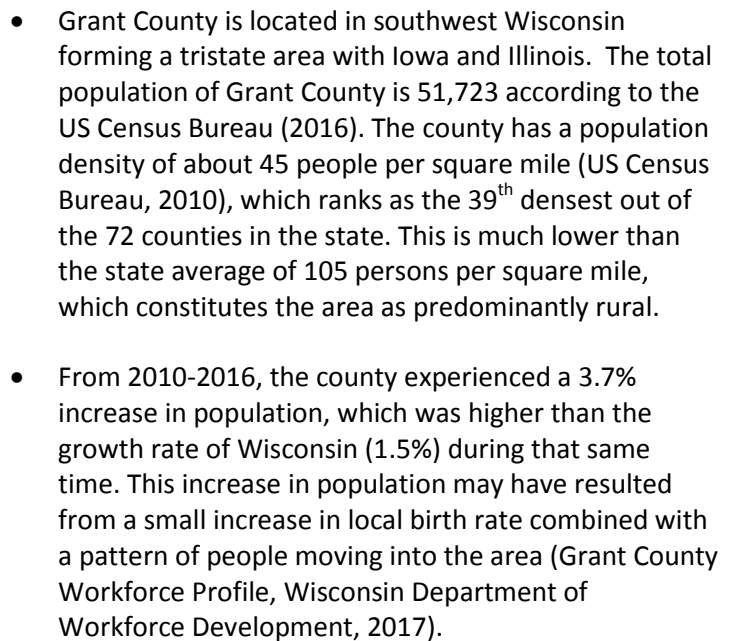 • Grant County is located in southwest Wisconsin
forming a tristate area with Iowa and Illinois.  The total
population of Grant County is 51,723 according to the
US Census Bureau (2016). The county has a population
density of about 45 people per square mile (US Census
Bureau, 2010), which ranks as the 39th densest out of
the 72 counties in the state. This is much lower than
the state average of 105 persons per square mile,
which constitutes the area as predominantly rural.
• From 2010-2016, the county experienced a 3.7%
increase in population, which was higher than the
growth rate of Wisconsin (1.5%) during that same
time. This increase in population may have resulted
from a small increase in local birth rate combined with
a pattern of people moving into the area (Grant County
Workforce Profile, Wisconsin Department of
Workforce Development, 2017).